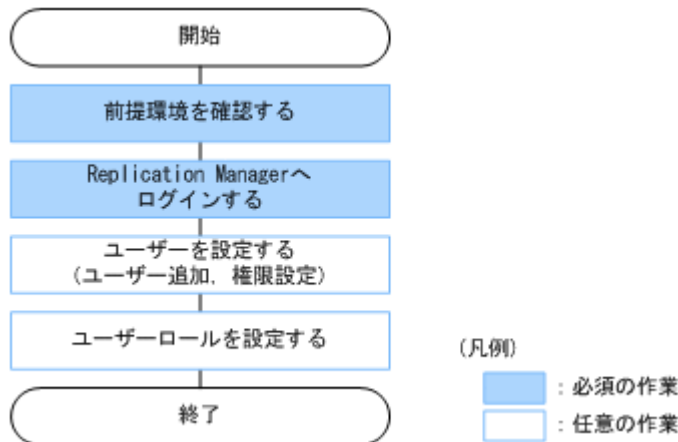 開始
前提環境を確認する
Replication Managerへ
ログインする
ユーザーを設定する
(ユーザー追加，権限設定)
ユーザーロールを設定する
終了
(凡例)
：必須の作業
：任意の作業